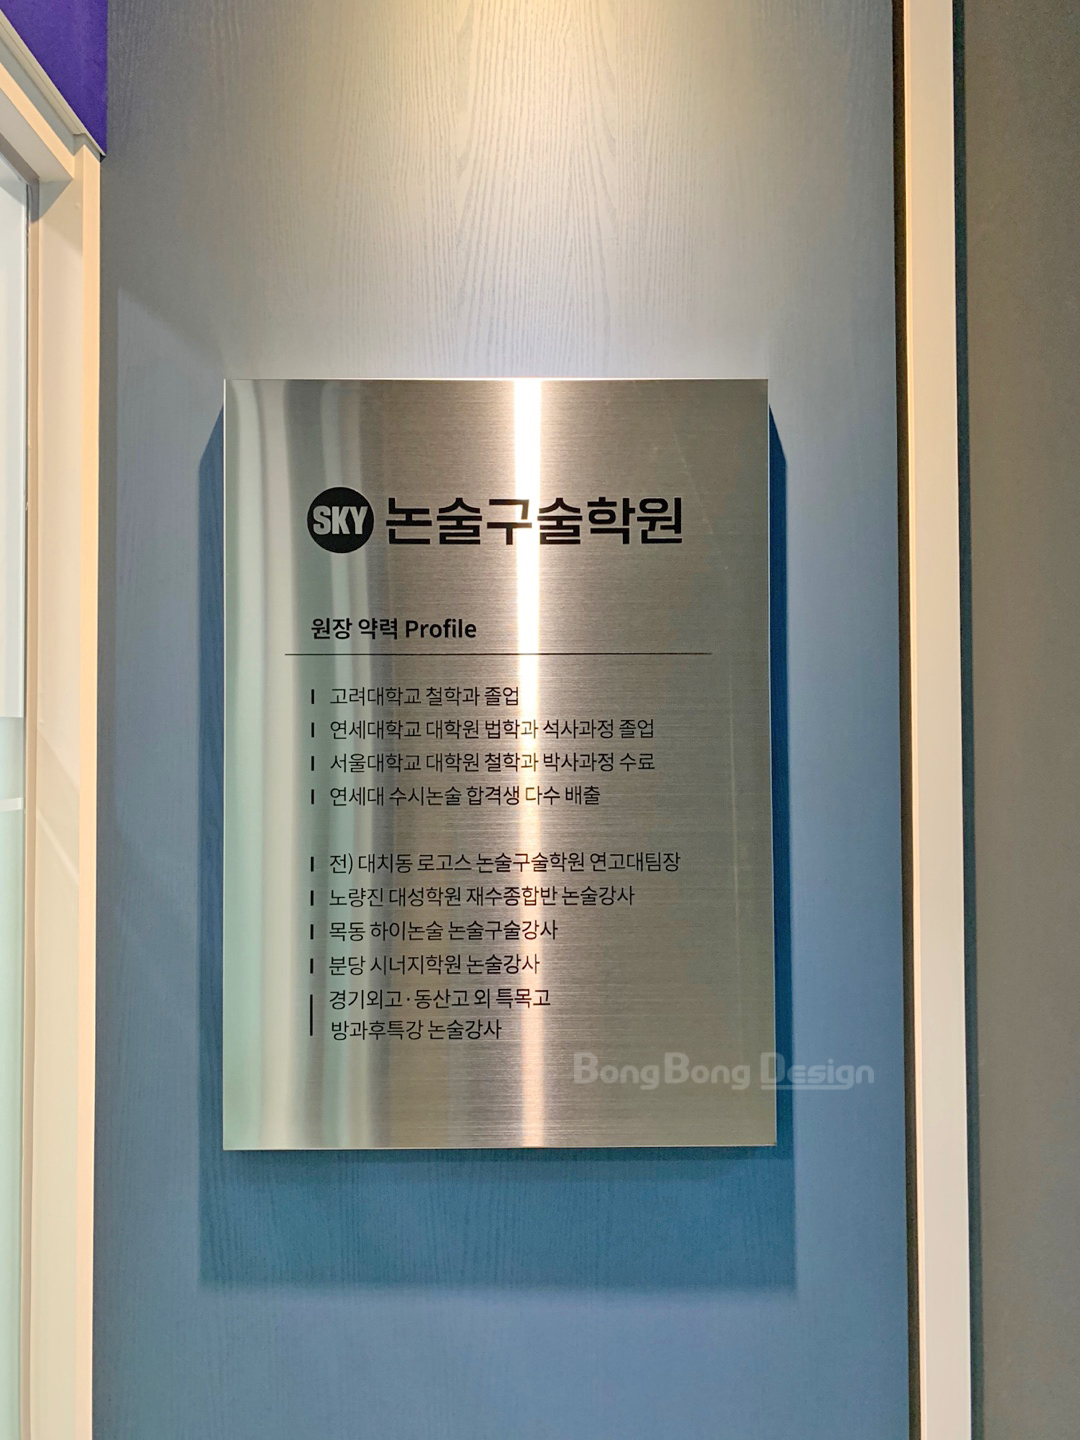 SKY 논술구술학원
원장 약력 Profile
고려대학교 철학과 졸업
연세대학교 대학원 법학과 석사과정 졸업
서울대학교 대학원 철학과 박사과정 수료
연세대 수시논술 합격생 다수 배출
전) 대치동 로고스 논술구술학원 연고대팀장
노량진 대성학원 재수종합반 논술강사
목동 하이논술 논술구술강사
분당 시너지학원 논술강사
경기외고·동산고 외 특목고
방과후특강 논술강사
BongBong Design